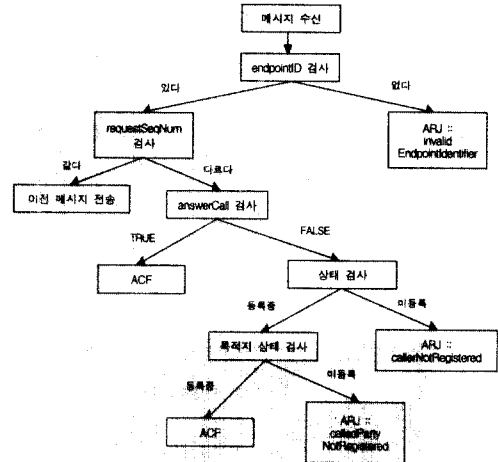 메시지 수신
endpointID 검사
있다
없다
requestSeqNum
검사
ARJ ::
invalid
EndpointIdentifier
같다
다르다
이전 메시지 전송
answerCall 검사
TRUE
FALSE
ACF
상태 검사
등록중
미등록
목적지 상태 검사
ARJ ::
callerNotRegistered
등록중
미등록
ACF
ARJ ::
calledParty
NotRegistered